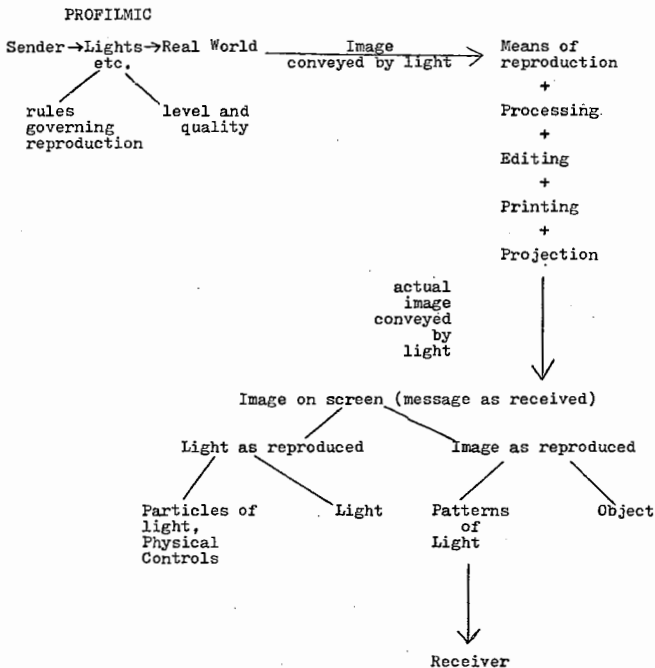 PROFILMIC
Sender→Lights→Real World
etc.
Image
conveyed by light
rules
governing
reproduction
level and
quality
Means of
reproduction
+
Processing.
+
Editing
+
Printing
+
Projection
actual
image
conveyed
by
light
Image on screen (message as received)
Light as reproduced
Image as reproduced
Particles of
light,
Physical
Controls
Light
Patterns
of
Light
Object
Receiver